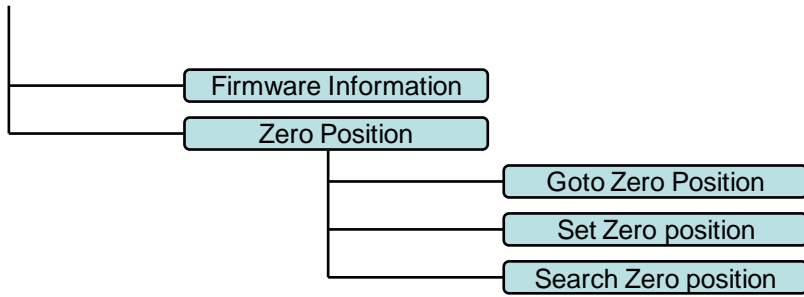 Firmware Information
Zero Position
Goto Zero Position
Set Zero position
Search Zero position